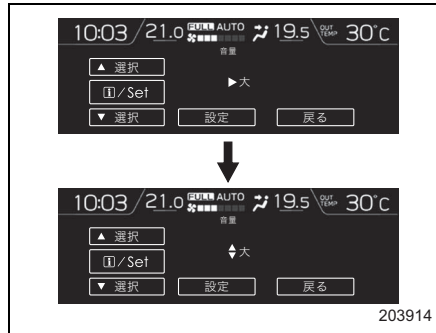 10:03 21.0 FULL AUTO 19.5 OUT TEMP 30°C
音量
▲ 選択
▶大
i/Set
▼ 選択 設定 戻る
10:03 21.0 FULL AUTO 19.5 OUT TEMP 30°C
音量
▲ 選択
大
i/Set
▼ 選択 設定 戻る
203914